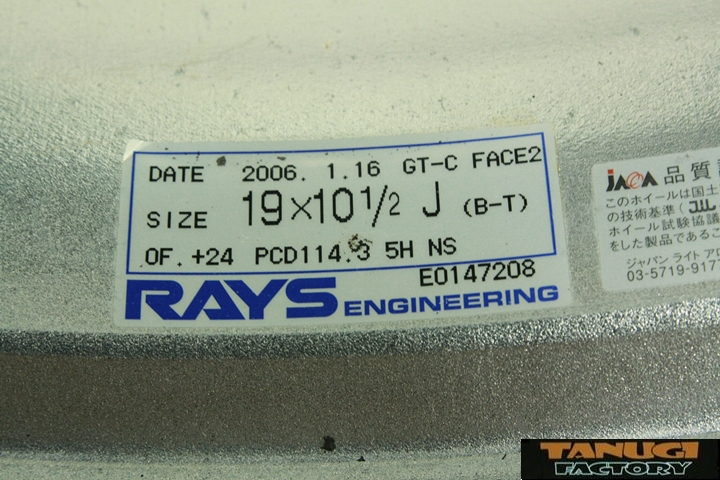 DATE 2006. 1.16 GT-C FACE2
SIZE 19×10 1/2 J (B-T)
OF.+24 PCD114.3 5H NS
E0147208
RAYS ENGINEERING
JAWA 品質
このホイールは国土
の技術基準(JWL
ホイール試験協議
をした製品であるこ
ジャパン ライト アロ
03-5719-917
TANUGI
FACTORY